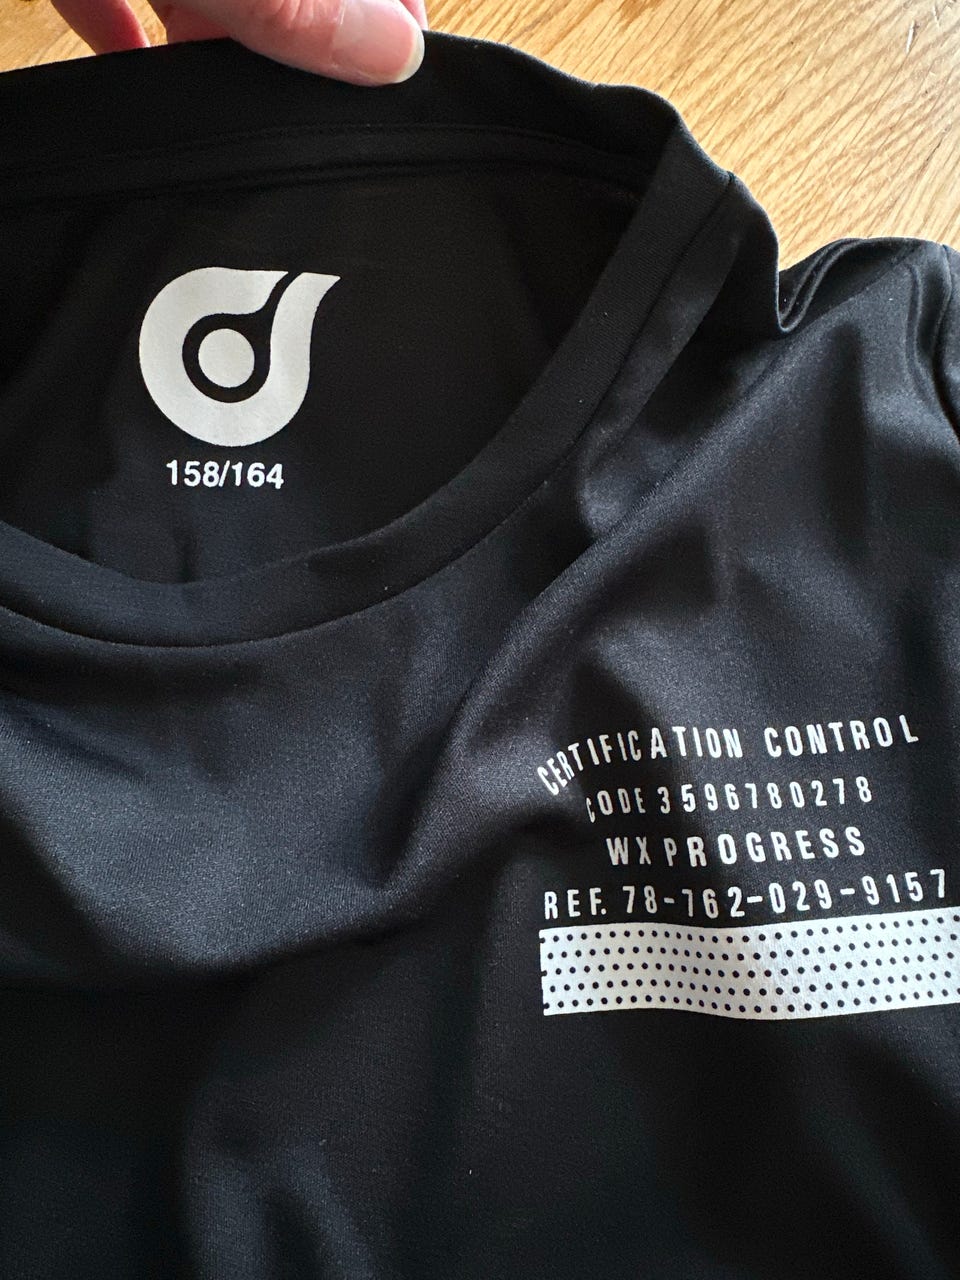 158/164
CERTIFICATION CONTROL
CODE 3596780278
WX PROGRESS
REF. 78-762-029-9157